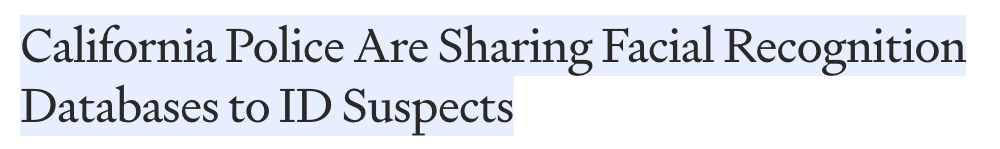 California Police Are Sharing Facial Recognition
Databases to ID Suspects